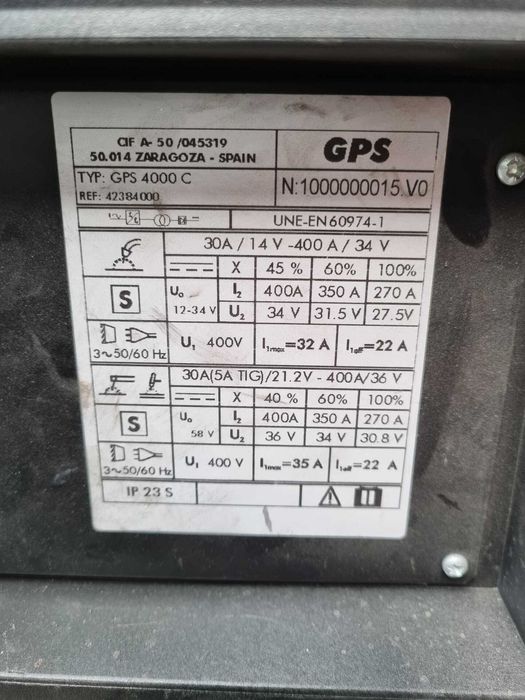 CIF A- 50 /045319
50.014 ZARAGOZA - SPAIN
GPS
TYP: GPS 4000 C
REF: 42384000
N:1000000015.V0
UNE-EN60974-1
30A / 14 V -400 A / 34 V
X 45 % 60% 100%
S
U₀
12-34 V
I₂ 400A 350 A 270 A
U₂ 34 V 31.5 V 27.5V
3~50/60 Hz
U₁ 400V I₁max=32 A I₁eff=22 A
30A(5A TIG)/21.2V - 400A/36 V
X 40 % 60% 100%
S
U₀
58 V
I₂ 400A 350 A 270 A
U₂ 36 V 34 V 30.8 V
3~50/60 Hz
U₁ 400 V I₁max=35 A I₁eff=22 A
IP 23 S